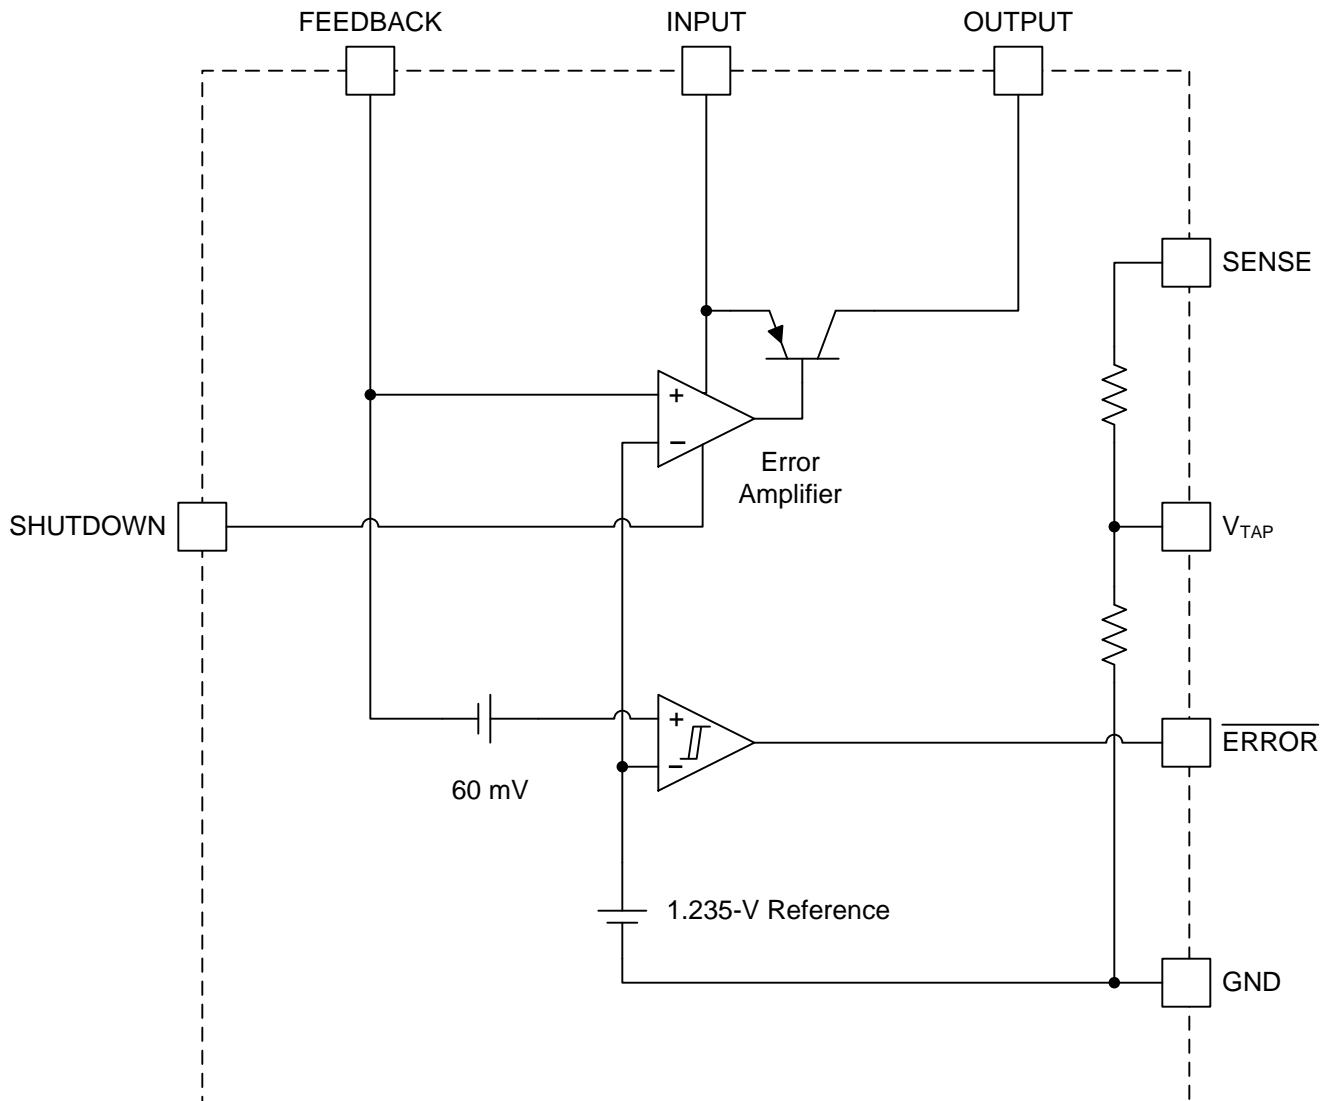 FEEDBACK
INPUT
OUTPUT
SENSE
+
−
Error
Amplifier
SHUTDOWN
VTAP
+
−
ERROR
60 mV
1.235-V Reference
GND